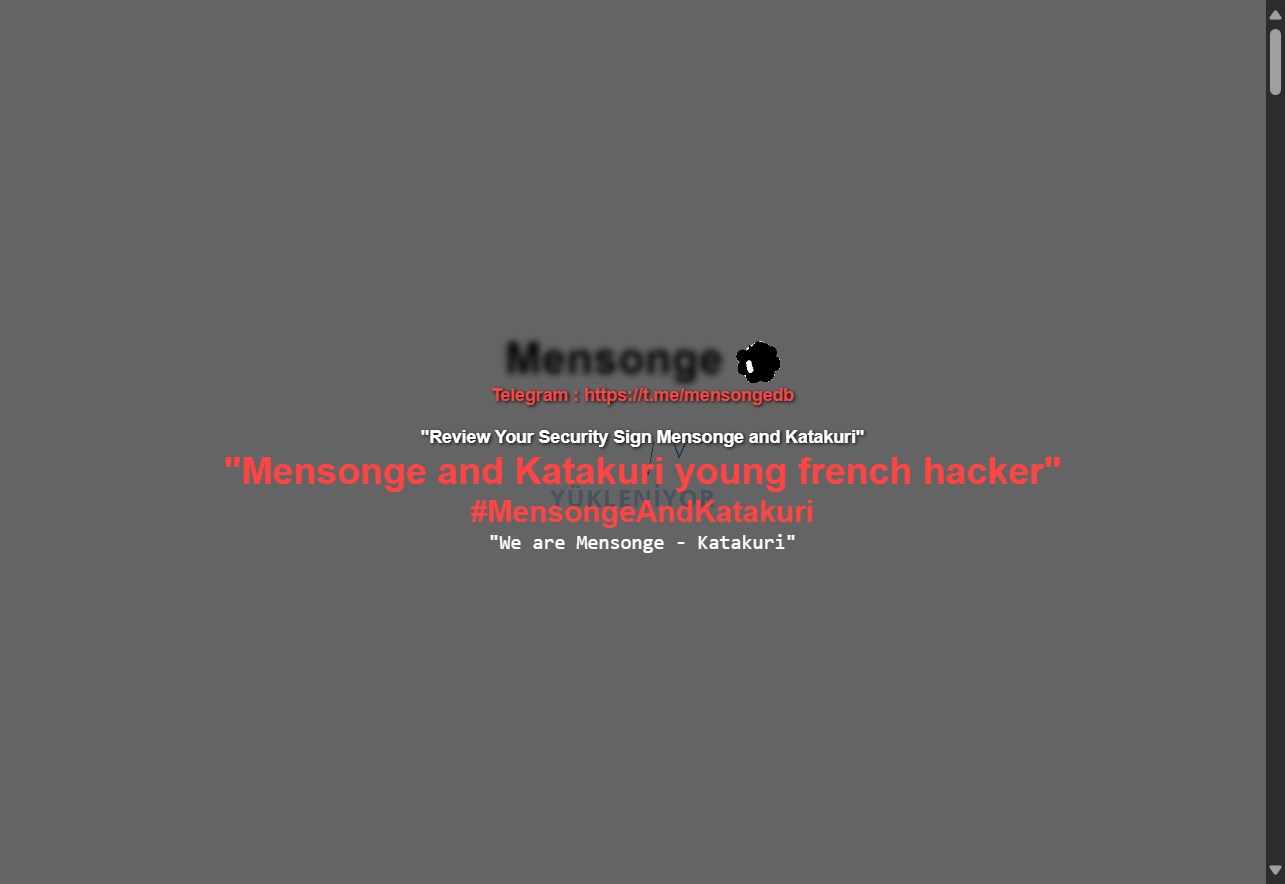 Mensonge
Telegram : https://t.me/mensongedb
"Review Your Security Sign Mensonge and Katakuri"
"Mensonge and Katakuri young french hacker"
YÜKLENİYOR
#MensongeAndKatakuri
"We are Mensonge - Katakuri"